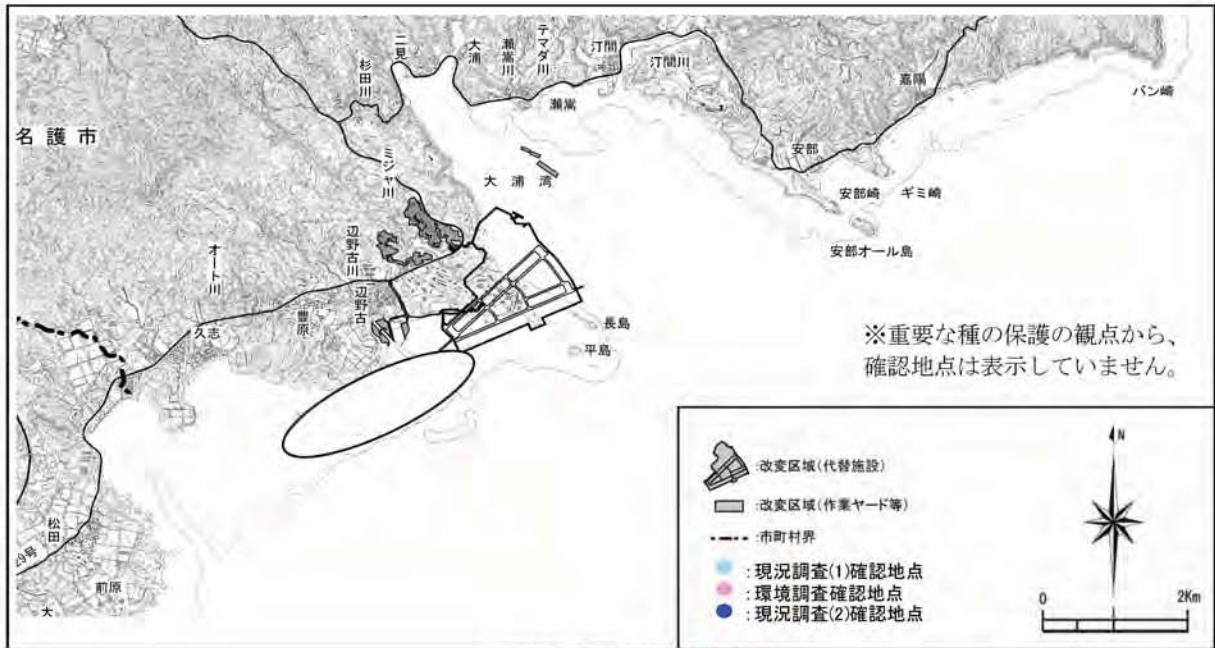 名護市
杉田川
二見
大浦
瀬嵩川
テマダ川
汀間
汀間川
瀬嵩
嘉陽
バン崎
安部
安部崎
ギミ崎
安部オール島
大浦湾
ミジャ川
辺野古川
辺野古
オート川
豊原
久志
長島
平島
松田
29号
前原
大
※重要な種の保護の観点から、
確認地点は表示していません。
:改変区域(代替施設)
:改変区域(作業ヤード等)
:市町村界
:現況調査(1)確認地点
:環境調査確認地点
:現況調査(2)確認地点
N
0 2Km